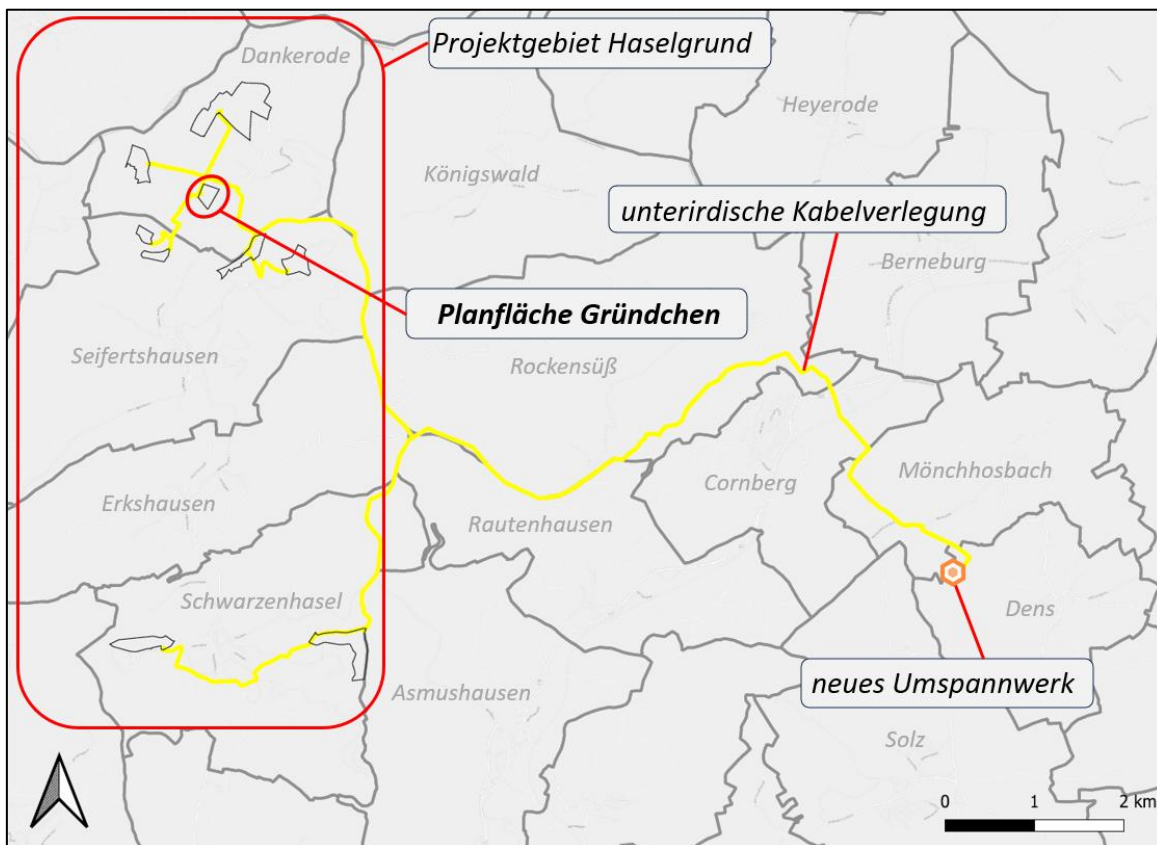 Projektgebiet Haselgrund
Dankerode
Heyerode
Königswald
unterirdische Kabelverlegung
Berneburg
Planfläche Gründchen
Seifertshausen
Rockensüß
Mönchhosbach
Cornberg
Erkshausen
Rautenhausen
Schwarzenhasel
Dens
Asmushausen
neues Umspannwerk
Solz
0 1 2 km